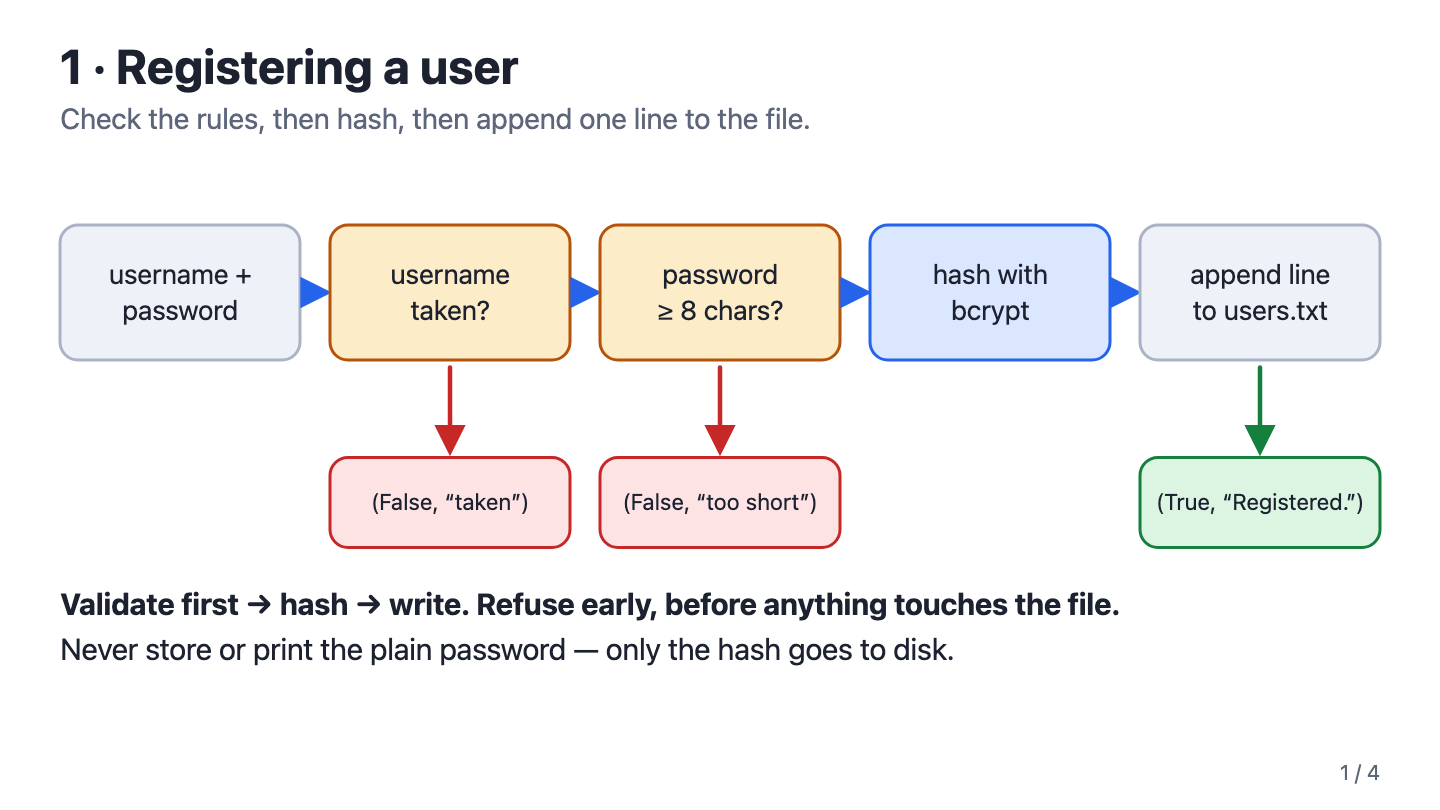 1 · Registering a user
Check the rules, then hash, then append one line to the file.
username +
password
username
taken?
password
≥ 8 chars?
hash with
bcrypt
append line
to users.txt
(False, “taken”)
(False, “too short”)
(True, “Registered.”)
Validate first → hash → write. Refuse early, before anything touches the file.
Never store or print the plain password — only the hash goes to disk.
1 / 4